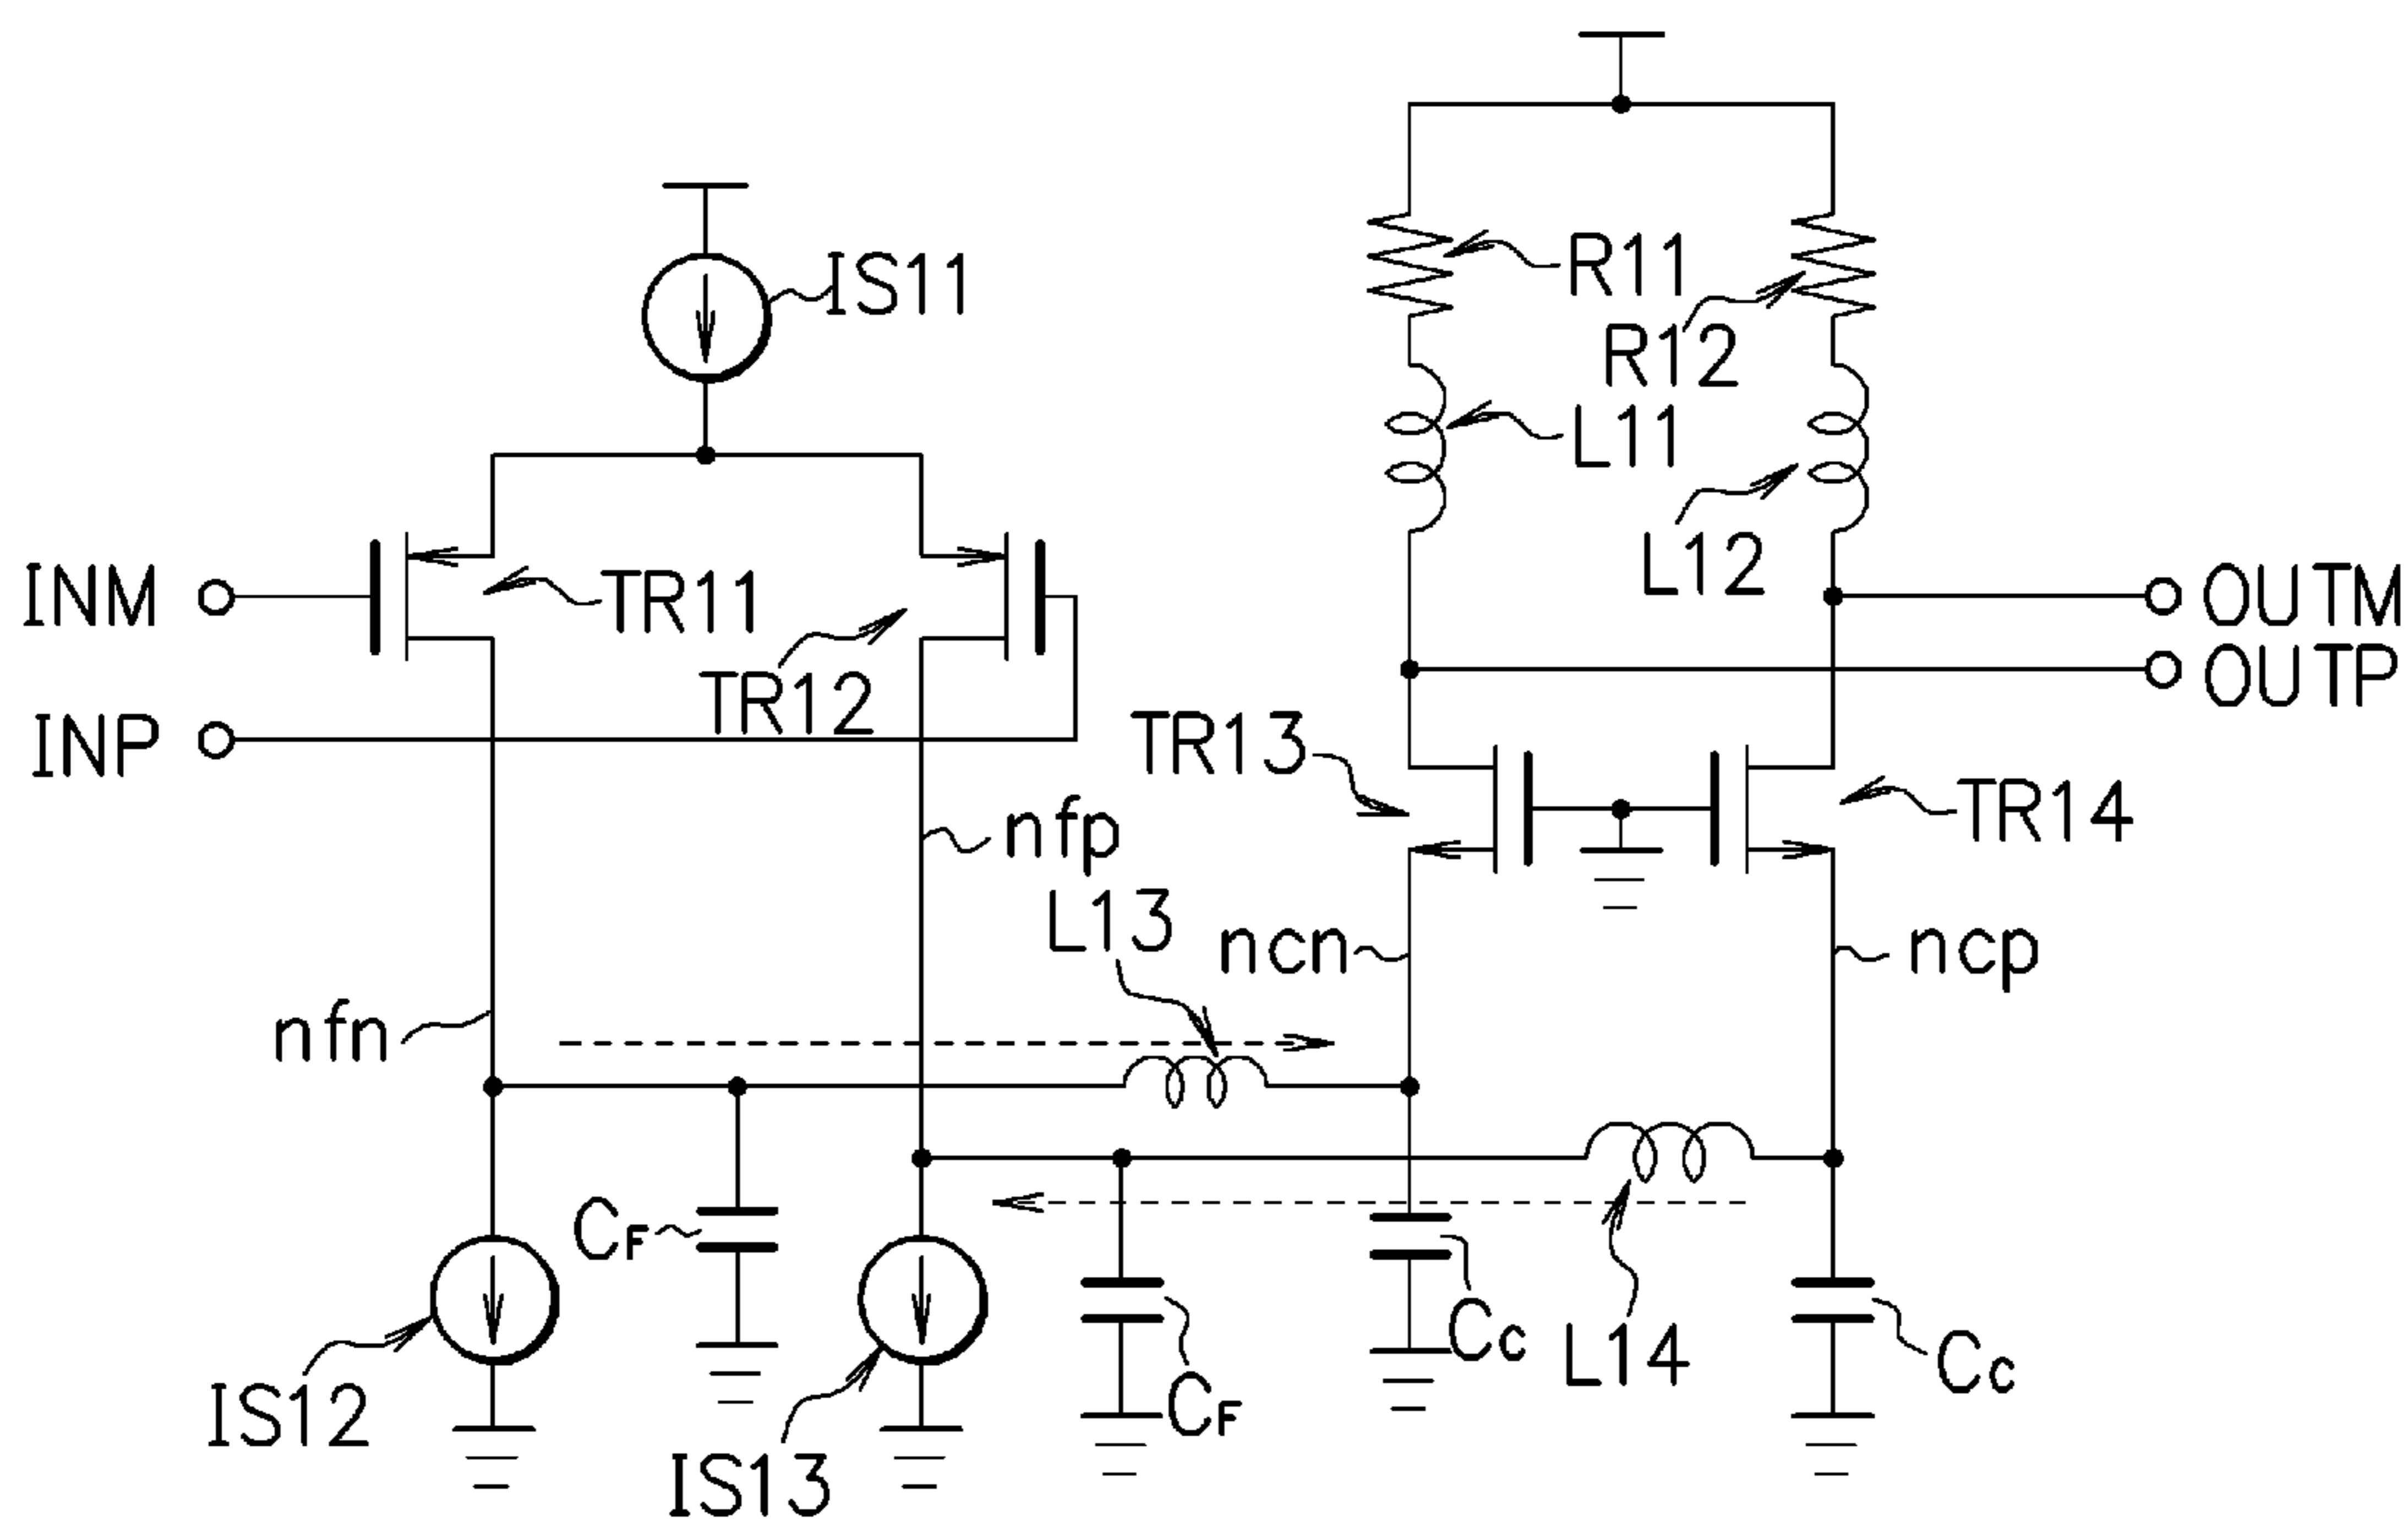 IS11
R11
R12
L11
L12
INM
TR11
TR12
INP
OUTM
OUTP
TR13
TR14
nfp
L13
ncn
ncp
nfn
CF
CF
Cc
L14
Cc
IS12
IS13